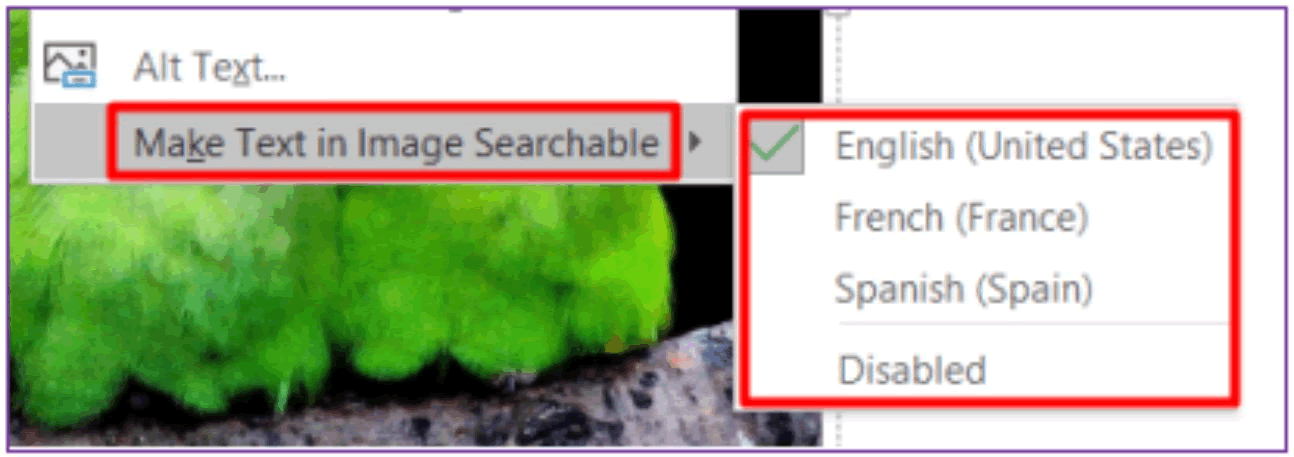 Alt Text...
Make Text in Image Searchable
English (United States)
French (France)
Spanish (Spain)
Disabled